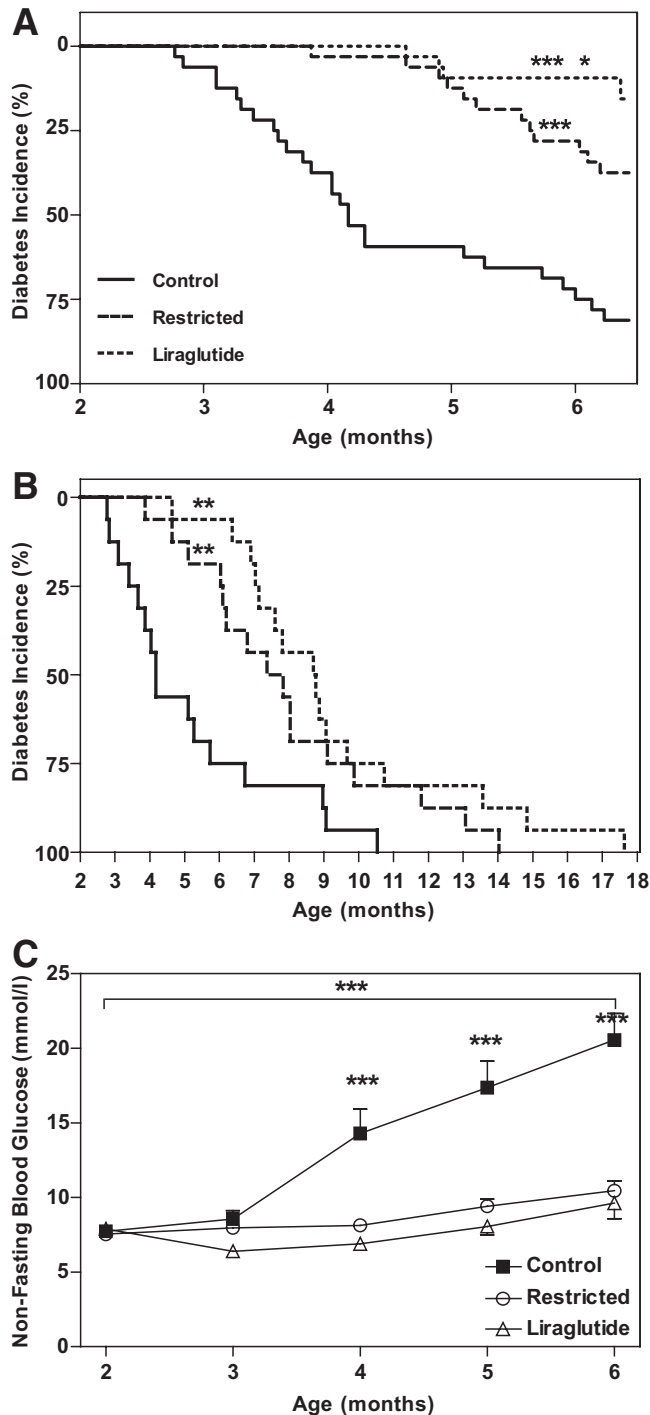 A
0
25
50
75
100
Diabetes Incidence (%)
*** *
***
Control
Restricted
Liraglutide
2 3 4 5 6
Age (months)
B
0
25
50
75
100
Diabetes Incidence (%)
**
**
2 3 4 5 6 7 8 9 10 11 12 13 14 15 16 17 18
Age (months)
C
25
20
15
10
5
0
Non-Fasting Blood Glucose (mmol/l)
***
***
***
***
Control
Restricted
Liraglutide
2 3 4 5 6
Age (months)